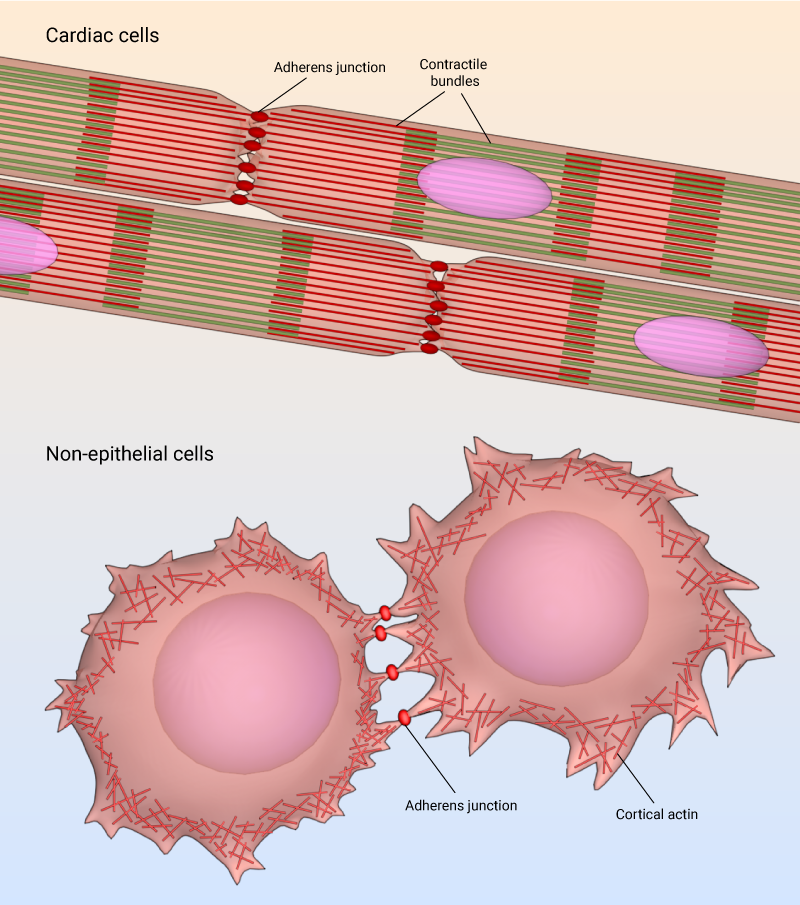 Cardiac cells
Adherens junction
Contractile
bundles
Non-epithelial cells
Adherens junction
Cortical actin